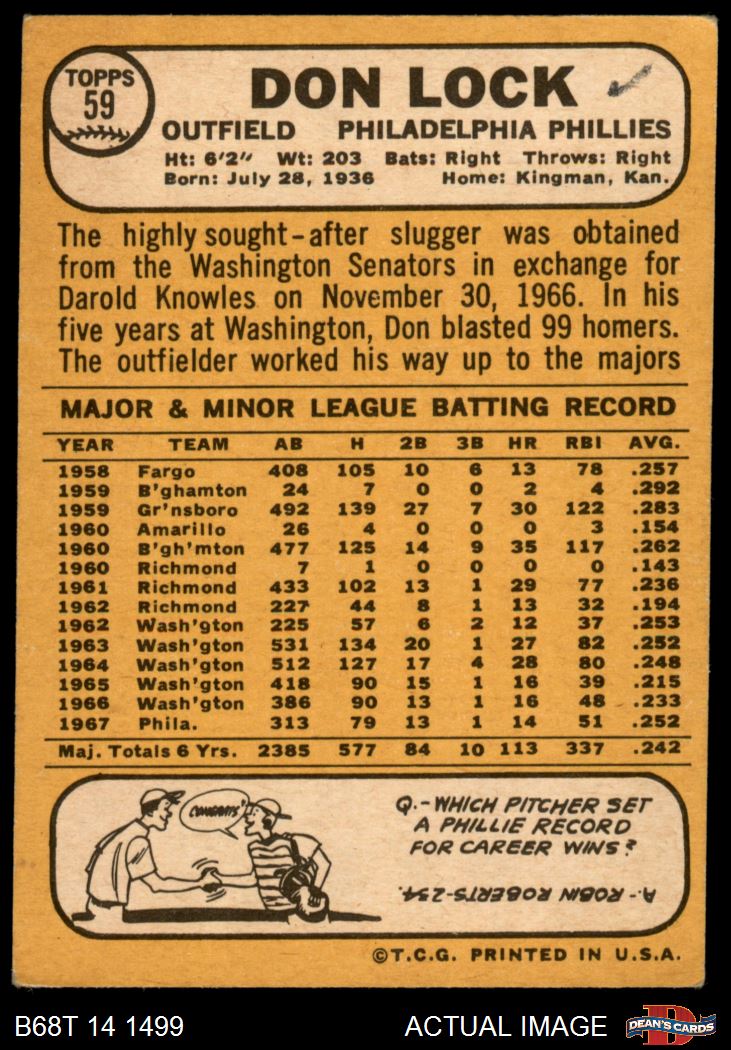 TOPPS
59
DON LOCK
OUTFIELD PHILADELPHIA PHILLIES
Ht: 6'2" Wt: 203 Bats: Right Throws: Right
Born: July 28, 1936 Home: Kingman, Kan.
The highly sought-after slugger was obtained
from the Washington Senators in exchange for
Darold Knowles on November 30, 1966. In his
five years at Washington, Don blasted 99 homers.
The outfielder worked his way up to the majors
MAJOR & MINOR LEAGUE BATTING RECORD
YEAR TEAM AB H 2B 3B HR RBI AVG.
1958 Fargo 408 105 10 6 13 78 .257
1959 B'ghamton 24 7 0 0 2 4 .292
1959 Gr'nsboro 492 139 27 7 30 122 .283
1960 Amarillo 26 4 0 0 0 3 .154
1960 B'gh'mton 477 125 14 9 35 117 .262
1960 Richmond 7 1 0 0 0 0 .143
1961 Richmond 433 102 13 1 29 77 .236
1962 Richmond 227 44 8 1 13 32 .194
1962 Wash'gton 225 57 6 2 12 37 .253
1963 Wash'gton 531 134 20 1 27 82 .252
1964 Wash'gton 512 127 17 4 28 80 .248
1965 Wash'gton 418 90 15 1 16 39 .215
1966 Wash'gton 386 90 13 1 16 48 .233
1967 Phila. 313 79 13 1 14 51 .252
Maj. Totals 6 Yrs. 2385 577 84 10 113 337 .242
CONGRATS!
Q.-WHICH PITCHER SET
A PHILLIE RECORD
FOR CAREER WINS?
A.-ROBIN ROBERTS-234.
©T.C.G. PRINTED IN U.S.A.
B68T 14 1499 ACTUAL IMAGE
D
DEAN'S CARDS